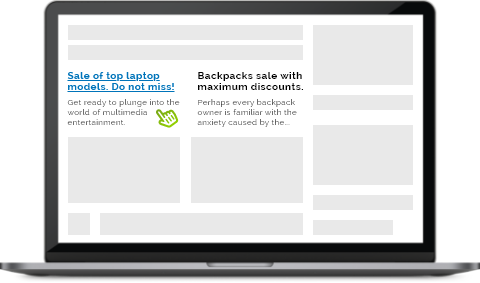 Sale of top laptop
models. Do not miss!
Get ready to plunge into the
world of multimedia
entertainment.
Backpacks sale with
maximum discounts.
Perhaps every backpack
owner is familiar with the
anxiety caused by the...